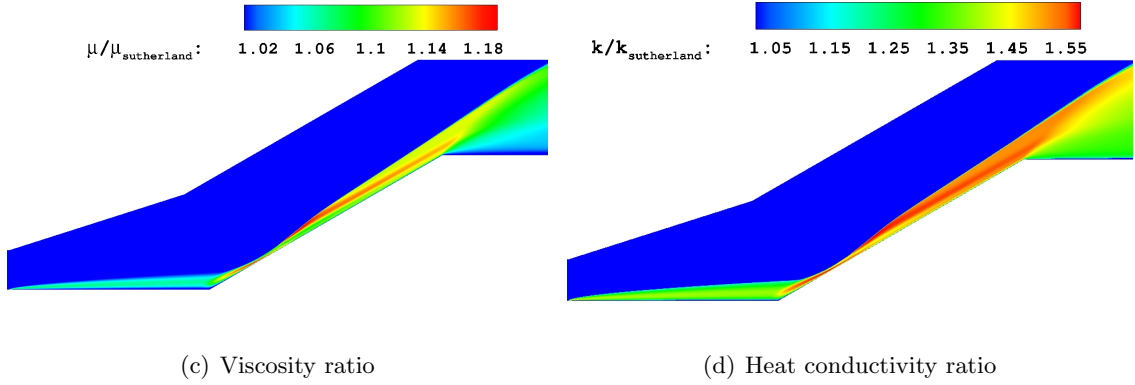 μ/μsutherland: 1.02 1.06 1.1 1.14 1.18
k/ksutherland: 1.05 1.15 1.25 1.35 1.45 1.55
(c) Viscosity ratio
(d) Heat conductivity ratio